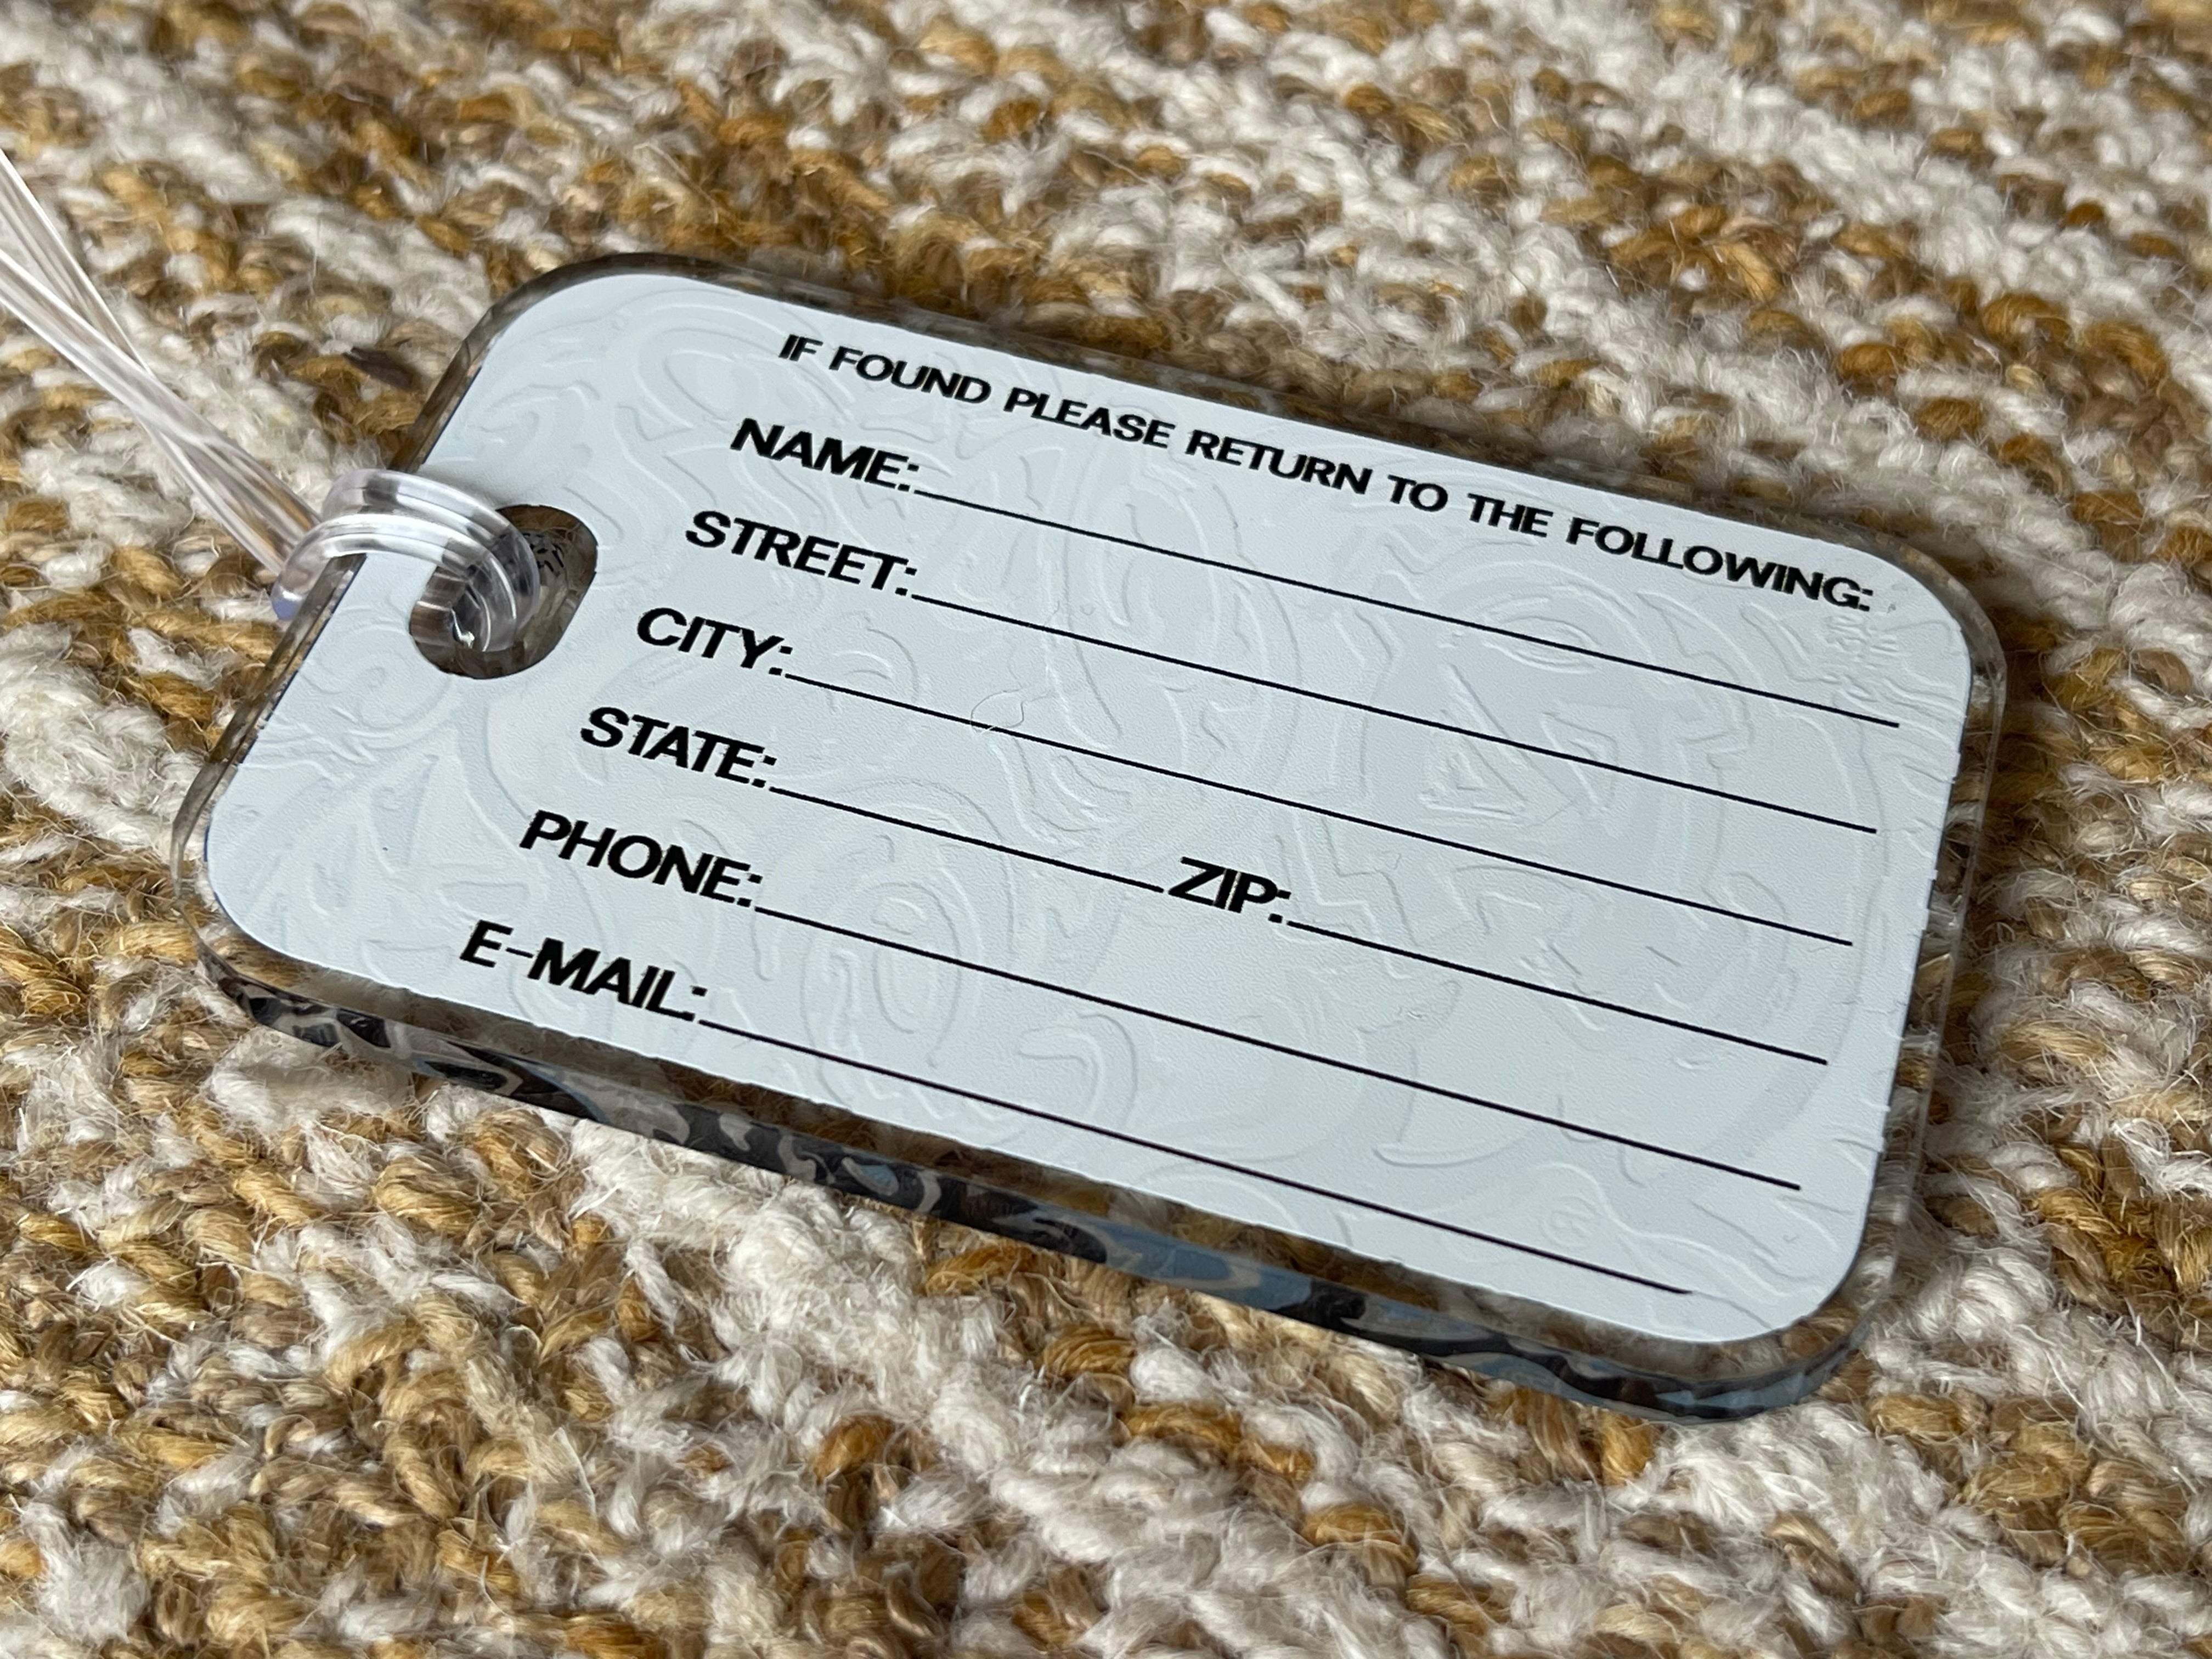 IF FOUND PLEASE RETURN TO THE FOLLOWING:
NAME:
STREET:
CITY:
STATE: ZIP:
PHONE:
E-MAIL: